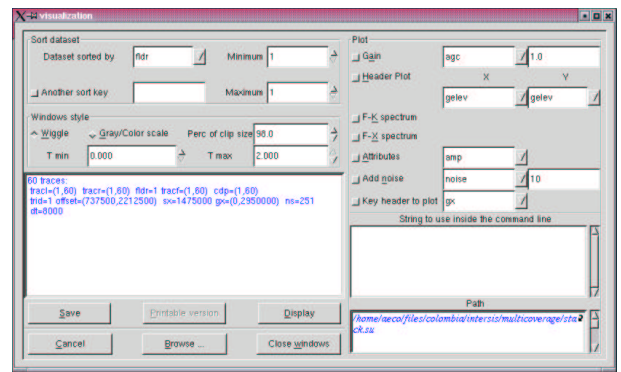 visualization
Sort dataset
Dataset sorted by fldr Minimum 1
Another sort key Maximum 1
Windows style
Wiggle Gray/Color scale Perc of clip size 98.0
T min 0.000 T max 2.000
60 traces:
tracl=(1,60) tracr=(1,60) fldr=1 tracf=(1,60) cdp=(1,60)
trid=1 offset=(737500,2212500) sx=1475000 gx=(0,2950000) ns=251
dt=8000
Save Printable version Display
Cancel Browse ... Close windows
Plot
Gain agc 1.0
Header Plot X Y
gelev gelev
F-K spectrum
F-X spectrum
Attributes amp
Add noise noise 10
Key header to plot gx
String to use inside the command line
Path
/home/aeco/files/colombia/intersis/multicoverage/sta
ck.su